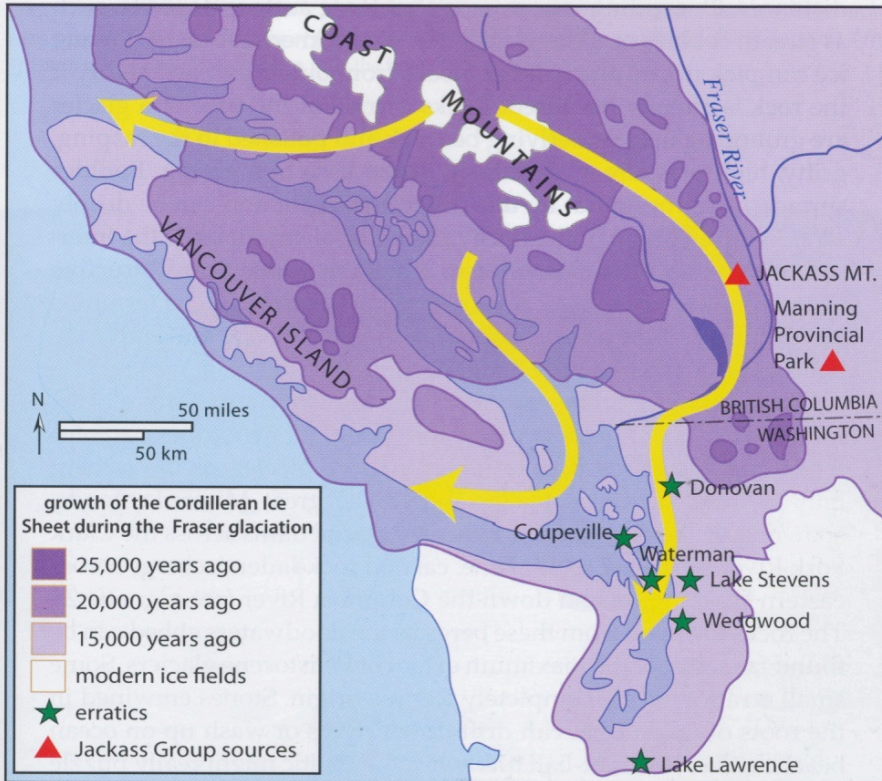 COAST
MOUNTAINS
Fraser River
VANCOUVER ISLAND
JACKASS MT.
Manning
Provincial
Park
BRITISH COLUMBIA
WASHINGTON
N
50 miles
50 km
Donovan
Coupeville
Waterman
Lake Stevens
Wedgwood
Lake Lawrence
growth of the Cordilleran Ice
Sheet during the Fraser glaciation
25,000 years ago
20,000 years ago
15,000 years ago
modern ice fields
erratics
Jackass Group sources